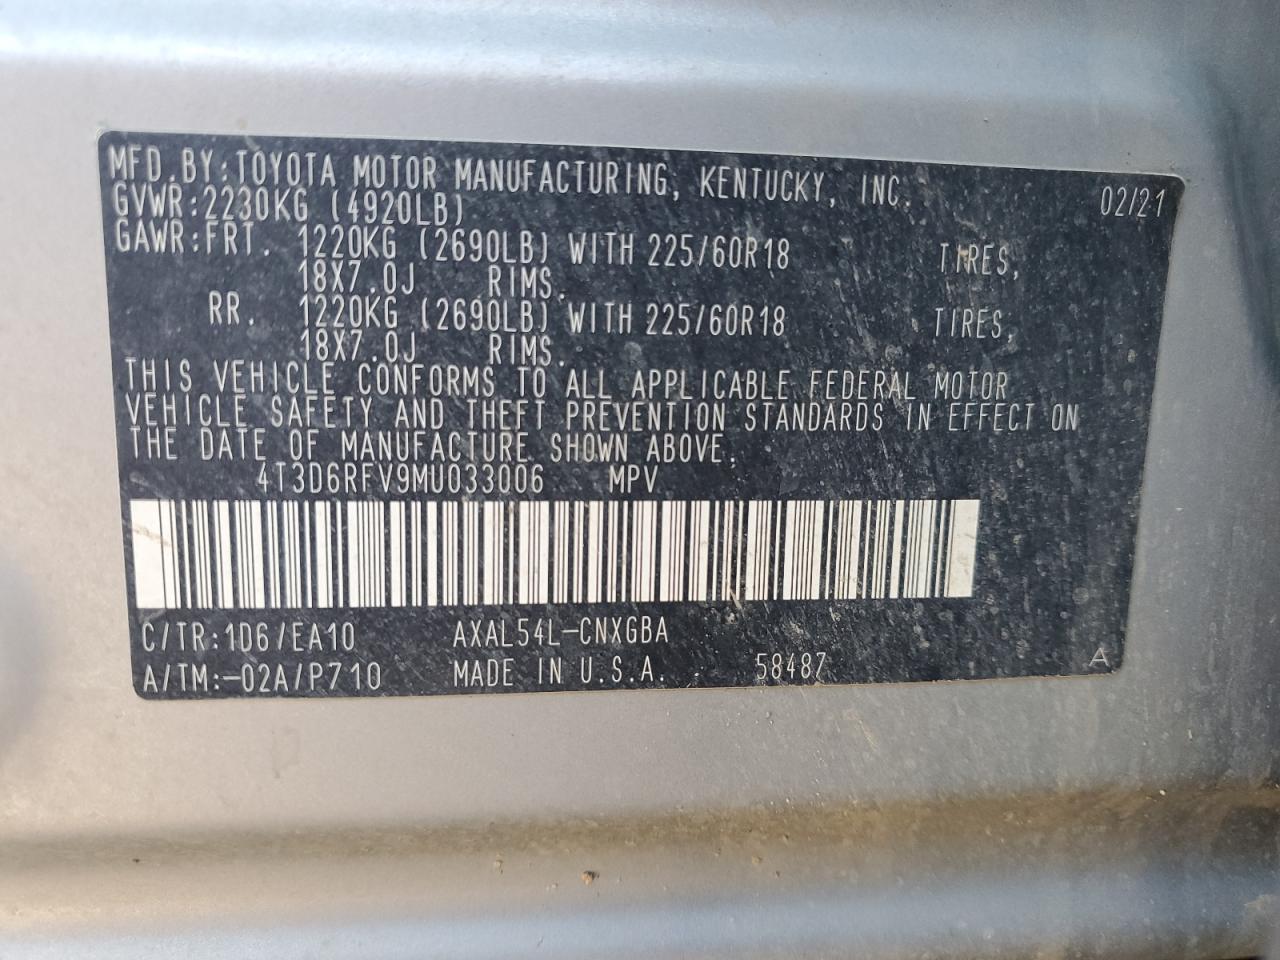 MFD.BY:TOYOTA MOTOR MANUFACTURING, KENTUCKY, INC. 02/21
GVWR:2230KG (4920LB)
GAWR:FRT. 1220KG (2690LB) WITH 225/60R18 TIRES,
18X7.0J RIMS.
RR. 1220KG (2690LB) WITH 225/60R18 TIRES,
18X7.0J RIMS.
THIS VEHICLE CONFORMS TO ALL APPLICABLE FEDERAL MOTOR
VEHICLE SAFETY AND THEFT PREVENTION STANDARDS IN EFFECT ON
THE DATE OF MANUFACTURE SHOWN ABOVE.
4T3D6RFV9MU033006 MPV
C/TR:1D6/EA10 AXAL54L-CNXGBA
A/TM:-02A/P710 MADE IN U.S.A. 58487 A